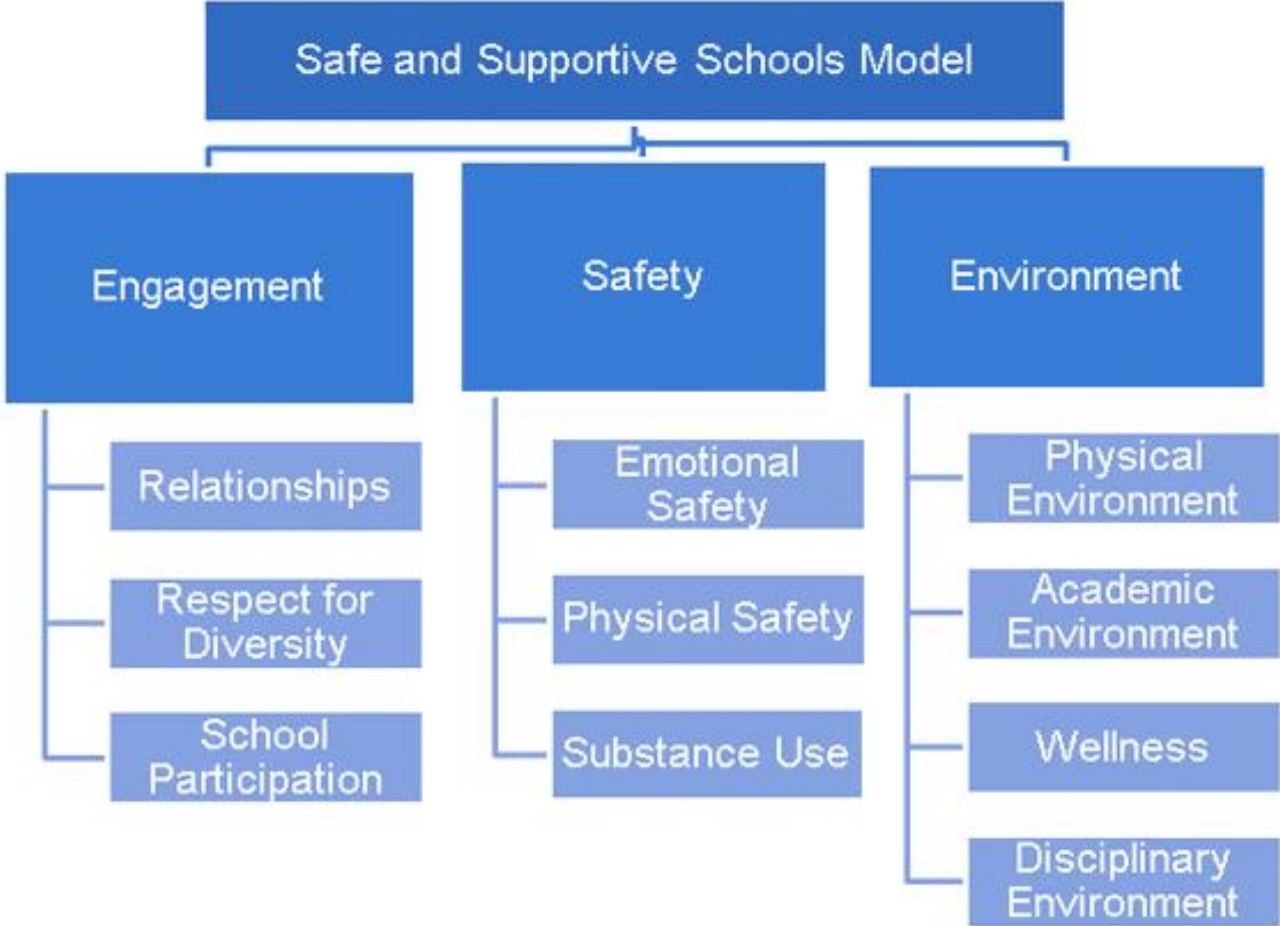 Safe and Supportive Schools Model
Engagement
Relationships
Respect for
Diversity
School
Participation
Safety
Emotional
Safety
Physical Safety
Substance Use
Environment
Physical
Environment
Academic
Environment
Wellness
Disciplinary
Environment